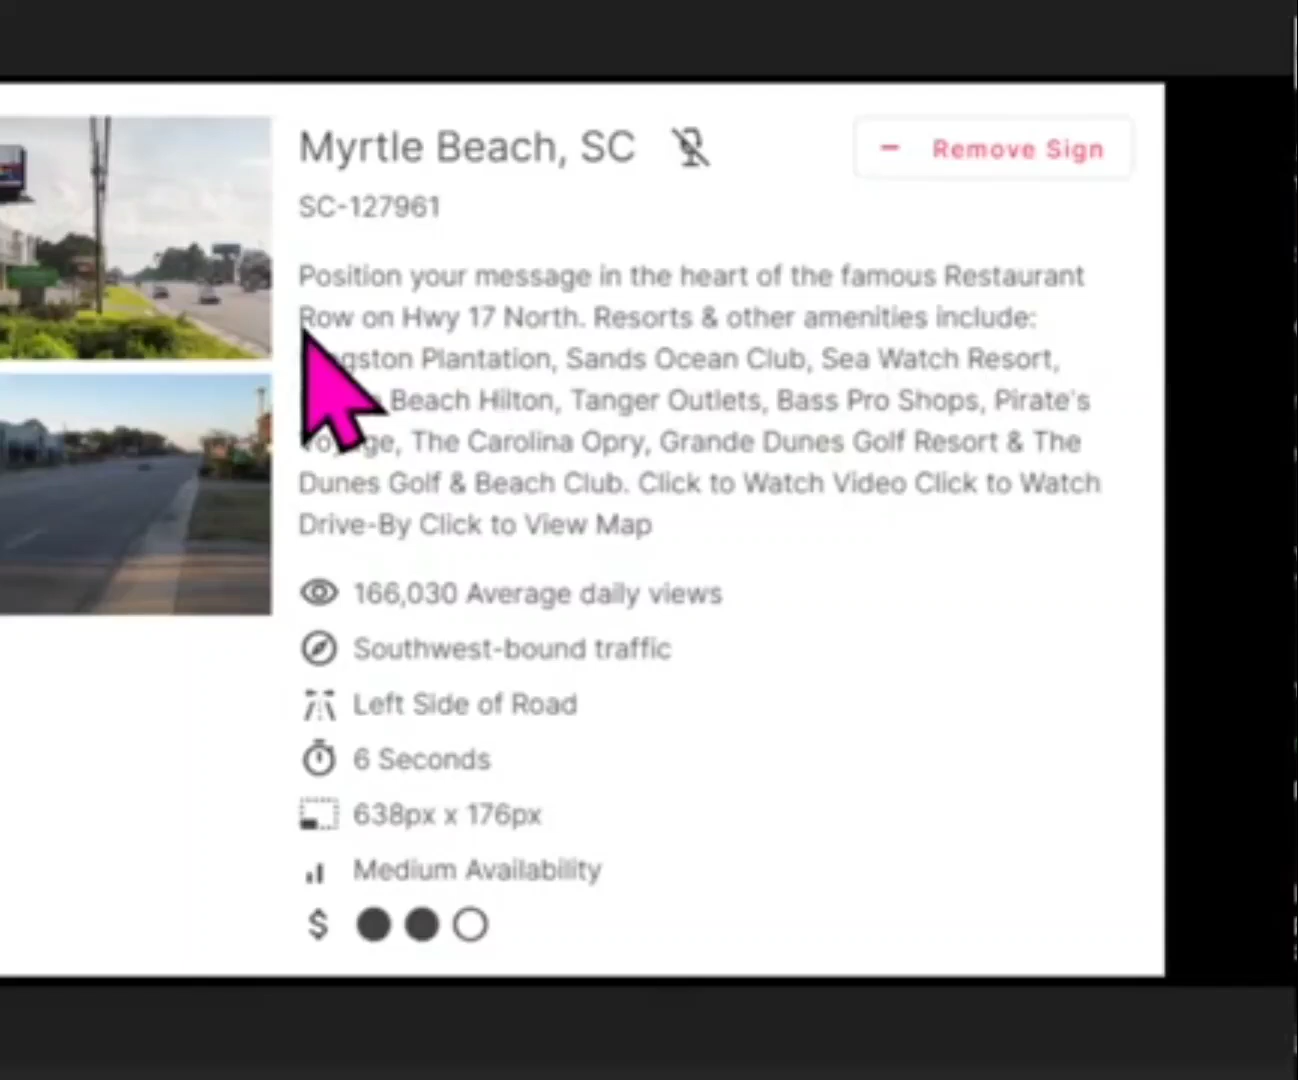 Myrtle Beach, SC
Remove Sign
SC-127961
Position your message in the heart of the famous Restaurant
Row on Hwy 17 North. Resorts & other amenities include:
Plantation, Sands Ocean Club, Sea Watch Resort,
Beach Hilton, Tanger Outlets, Bass Pro Shops, Pirate's
The Carolina Opry, Grande Dunes Golf Resort & The
Dunes Golf & Beach Club. Click to Watch Video Click to Watch
Drive-By Click to View Map
166,030 Average daily views
Southwest-bound traffic
Left Side of Road
6 Seconds
638px x 176px
Medium Availability
$